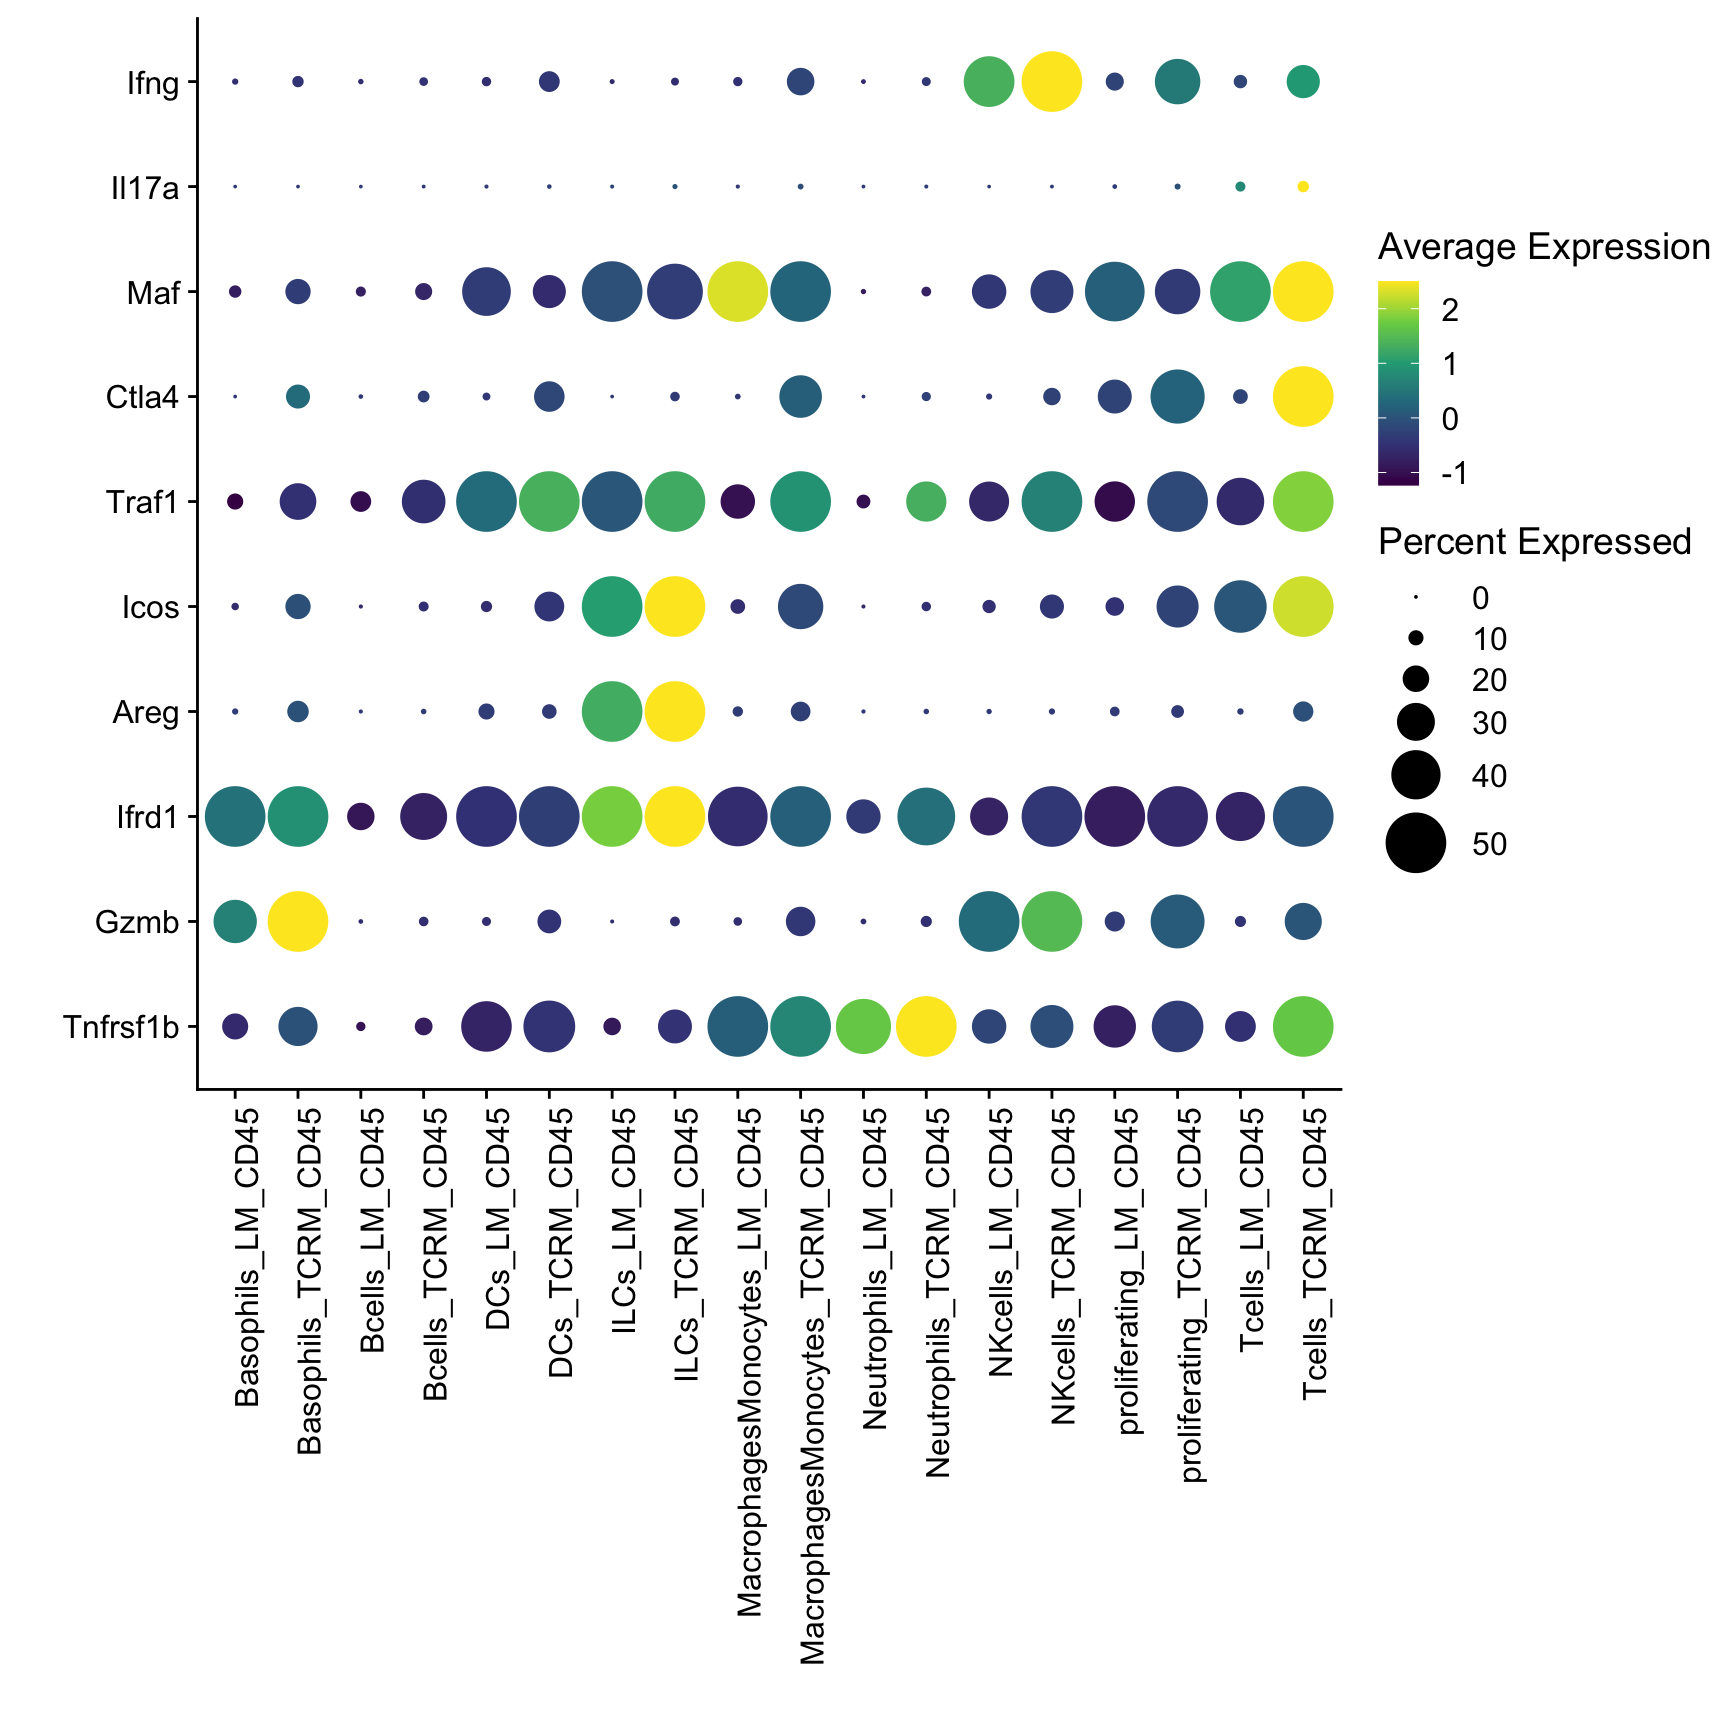 Ifng
Il17a
Maf
Ctla4
Traf1
Icos
Areg
Ifrd1
Gzmb
Tnfrsf1b
Basophils_LM_CD45
Basophils_TCRM_CD45
Bcells_LM_CD45
Bcells_TCRM_CD45
DCs_LM_CD45
DCs_TCRM_CD45
ILCs_LM_CD45
ILCs_TCRM_CD45
MacrophagesMonocytes_LM_CD45
MacrophagesMonocytes_TCRM_CD45
Neutrophils_LM_CD45
Neutrophils_TCRM_CD45
NKcells_LM_CD45
NKcells_TCRM_CD45
proliferating_LM_CD45
proliferating_TCRM_CD45
Tcells_LM_CD45
Tcells_TCRM_CD45
Average Expression
2
1
0
-1
Percent Expressed
0
10
20
30
40
50